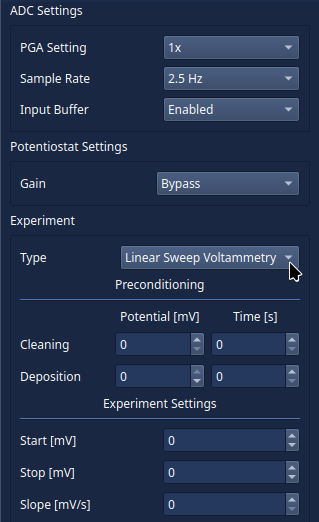 ADC Settings
PGA Setting 1x
Sample Rate 2.5 Hz
Input Buffer Enabled
Potentiostat Settings
Gain Bypass
Experiment
Type Linear Sweep Voltammetry
Preconditioning
Potential [mV] Time [s]
Cleaning 0 0
Deposition 0 0
Experiment Settings
Start [mV] 0
Stop [mV] 0
Slope [mV/s] 0